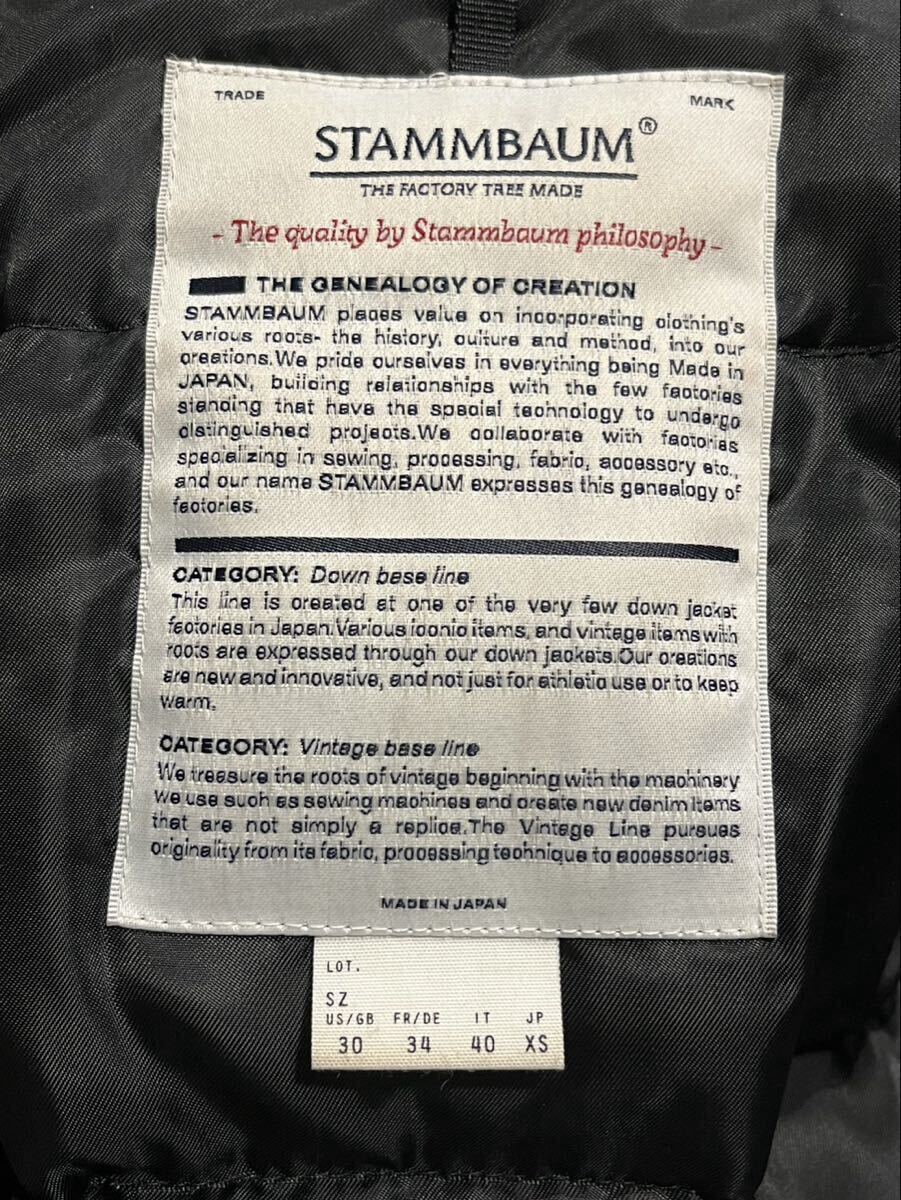 TRADE MARK
STAMMBAUM®
THE FACTORY TREE MADE
- The quality by Stammbaum philosophy -
THE GENEALOGY OF CREATION
STAMMBAUM places value on incorporating clothing's
various roots- the history, culture and method, into our
creations.We pride ourselves in everything being Made in
JAPAN, building relationships with the few factories
standing that have the special technology to undergo
distinguished projects.We collaborate with factories
specializing in sewing, processing, fabric, accessory etc.,
and our name STAMMBAUM expresses this genealogy of
factories.
CATEGORY: Down base line
This line is created at one of the very few down jacket
factories in Japan.Various iconic items, and vintage items with
roots are expressed through our down jackets.Our creations
are new and innovative, and not just for athletic use or to keep
warm.
CATEGORY: Vintage base line
We treasure the roots of vintage beginning with the machinery
we use such as sewing machines and create new denim items
that are not simply a replica.The Vintage Line pursues
originality from its fabric, processing technique to accessories.
MADE IN JAPAN
LOT.
SZ
US/GB FR/DE IT JP
30 34 40 XS